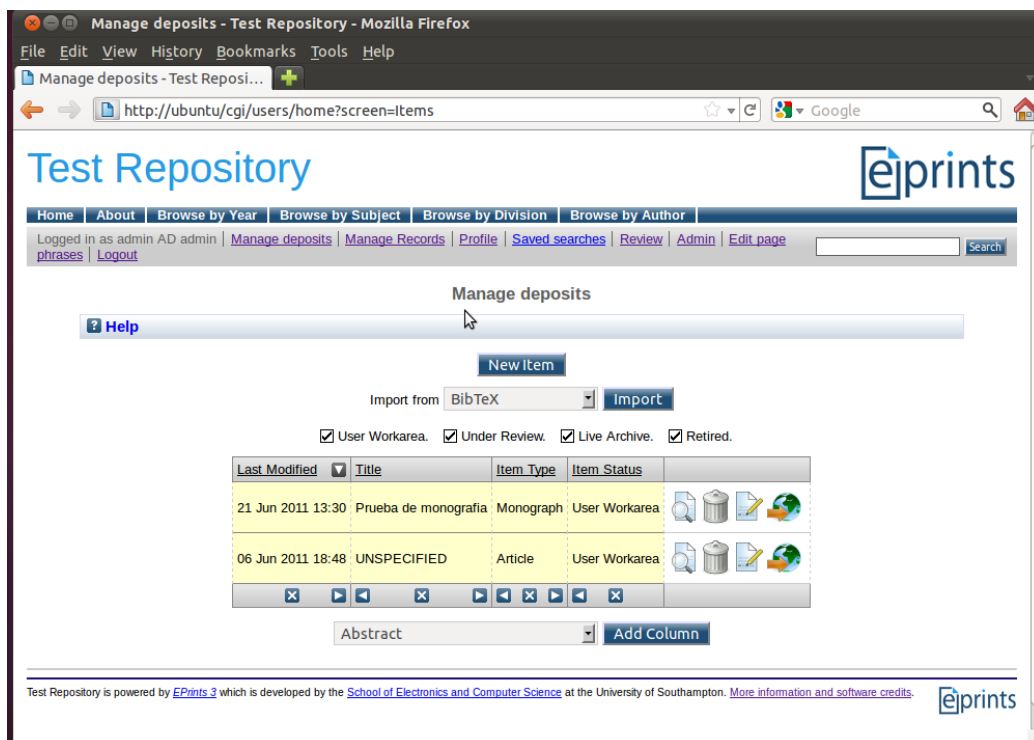 Manage deposits - Test Repository - Mozilla Firefox
File Edit View History Bookmarks Tools Help
Manage deposits - Test Reposi...
http://ubuntu/cgi/users/home?screen=Items
Google
Test Repository
eprints
Home About Browse by Year Browse by Subject Browse by Division Browse by Author
Logged in as admin AD admin | Manage deposits | Manage Records | Profile | Saved searches | Review | Admin | Edit page
phrases | Logout
Search
Manage deposits
? Help
New Item
Import from BibTeX Import
User Workarea. Under Review. Live Archive. Retired.
Last Modified Title Item Type Item Status
21 Jun 2011 13:30 Prueba de monografia Monograph User Workarea
06 Jun 2011 18:48 UNSPECIFIED Article User Workarea
Abstract Add Column
Test Repository is powered by EPrints 3 which is developed by the School of Electronics and Computer Science at the University of Southampton. More information and software credits.
eprints